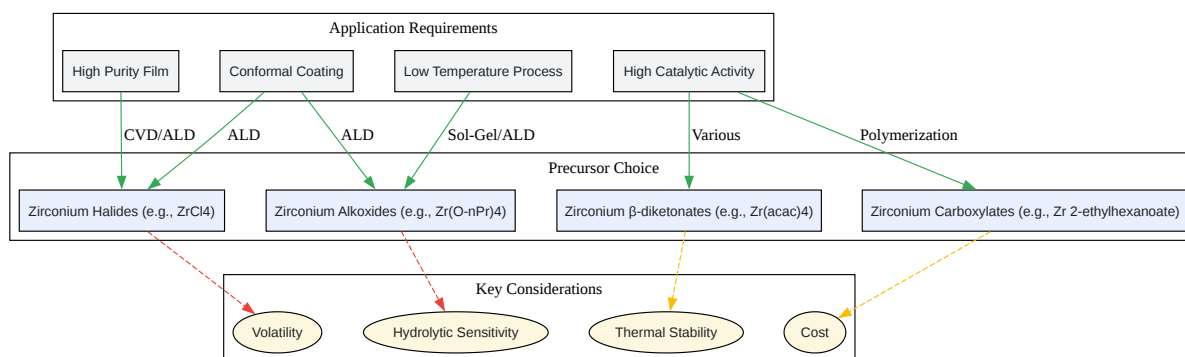 Application Requirements
High Purity Film
Conformal Coating
Low Temperature Process
High Catalytic Activity
CVD/ALD
ALD
ALD
Sol-Gel/ALD
Various
Polymerization
Precursor Choice
Zirconium Halides (e.g., ZrCl4)
Zirconium Alkoxides (e.g., Zr(O-nPr)4)
Zirconium β-diketonates (e.g., Zr(acac)4)
Zirconium Carboxylates (e.g., Zr 2-ethylhexanoate)
Key Considerations
Volatility
Hydrolytic Sensitivity
Thermal Stability
Cost